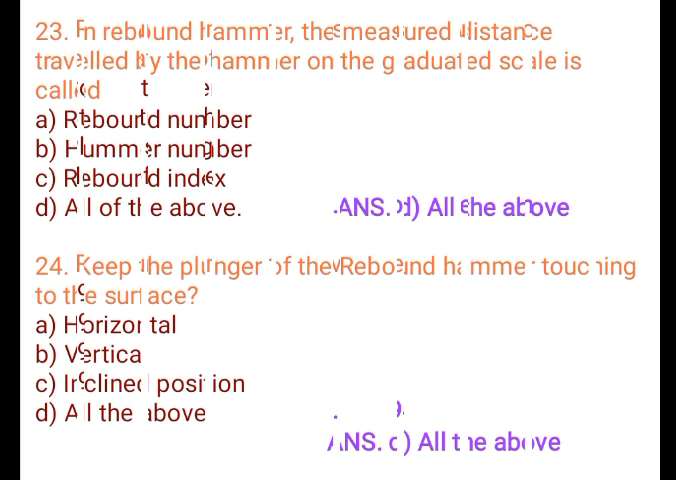 23. In rebound hammer, the measured distance
travelled by the hammer on the graduated scale is
called
a) Rebound number
b) Hummer number
c) Rebound index
d) All of the above.
ANS. d) All the above
24. Keep the plunger of the Rebound hammer touching
to the surface?
a) Horizontal
b) Vertical
c) Inclined position
d) All the above
ANS. d) All the above